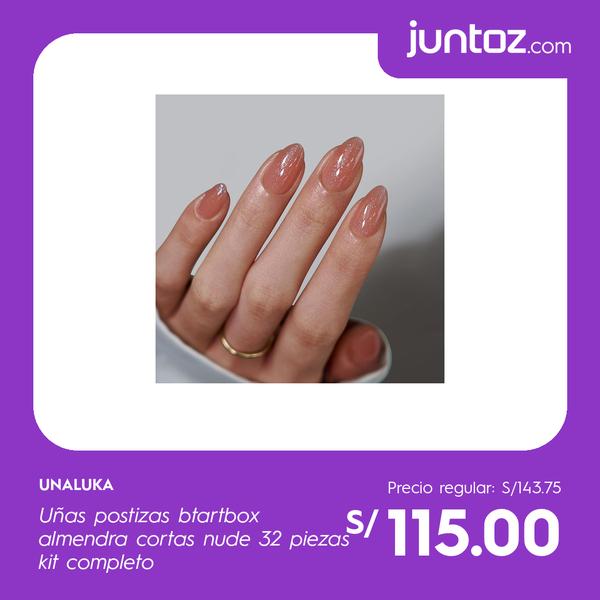 juntoz.com
UNALUKA
Uñas postizas btartbox
almendra cortas nude 32 piezas
kit completo
Precio regular: S/143.75
S/ 115.00